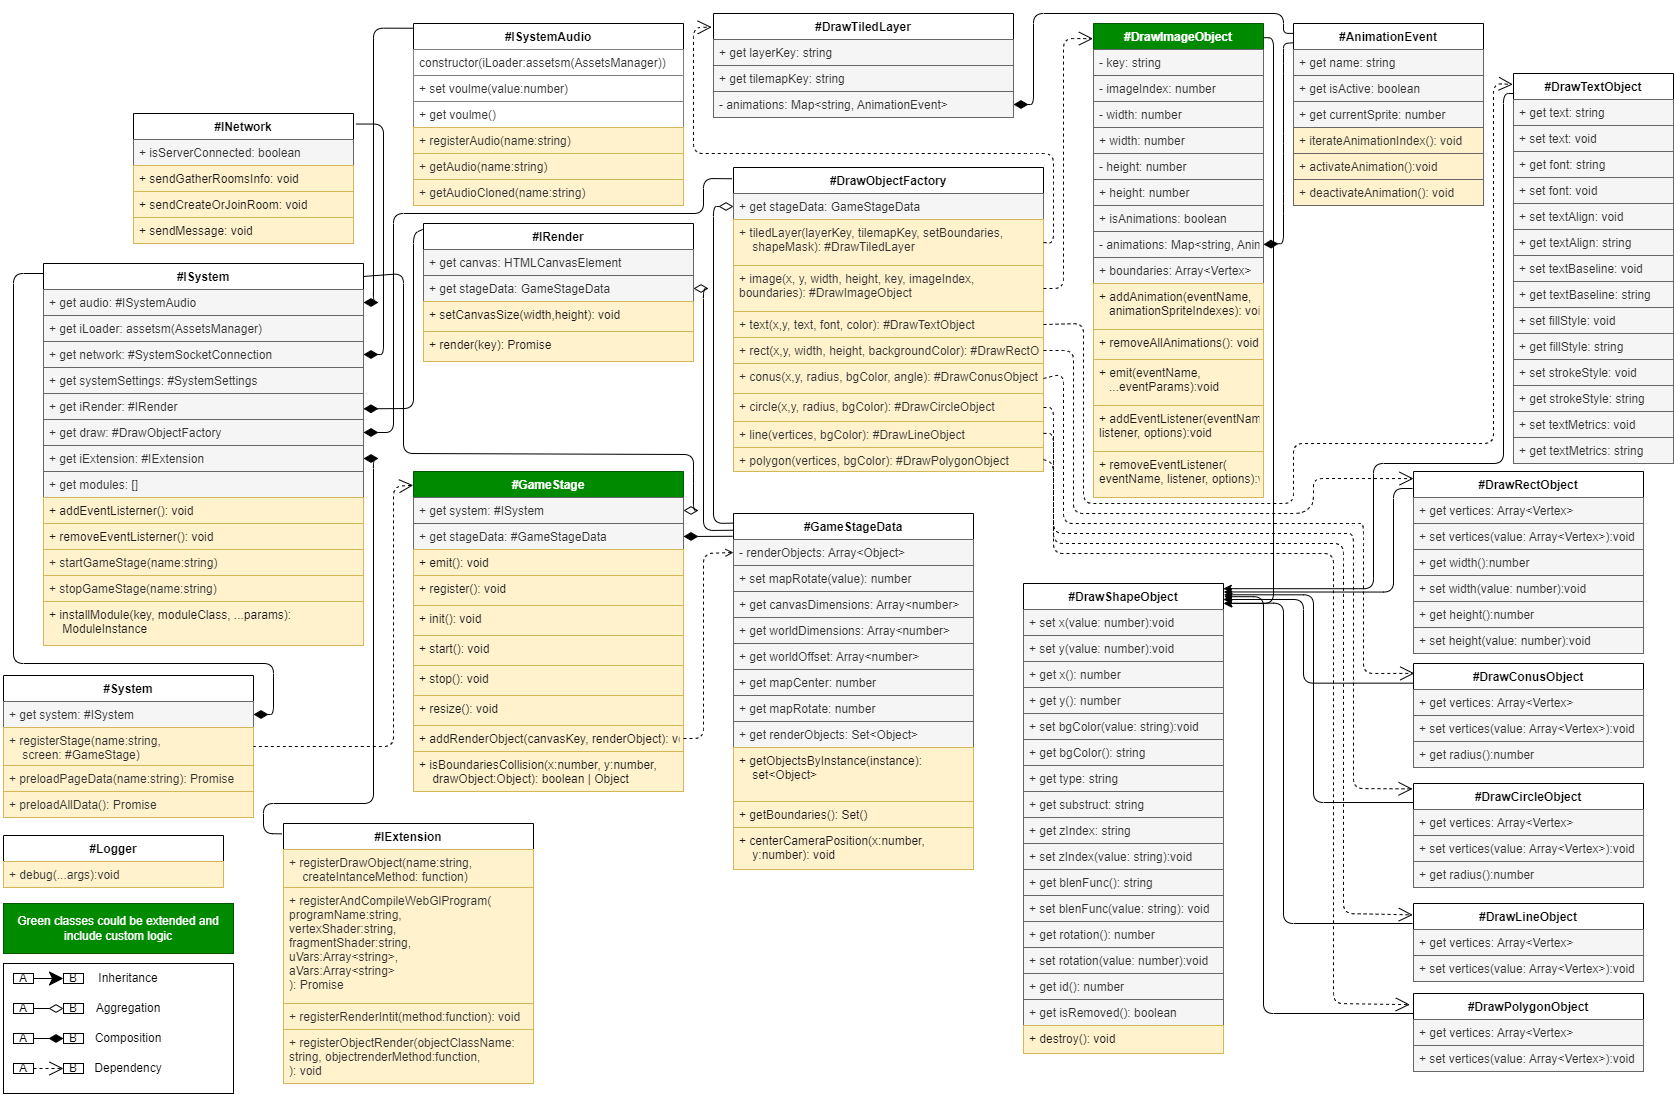 #ISystemAudio
constructor(iLoader:assetsm(AssetsManager))
+ set voulme(value:number)
+ get voulme()
+ registerAudio(name:string)
+ getAudio(name:string)
+ getAudioCloned(name:string)
#DrawTiledLayer
+ get layerKey: string
+ get tilemapKey: string
- animations: Map<string, AnimationEvent>
#DrawImageObject
- key: string
- imageIndex: number
- width: number
+ width: number
- height: number
+ height: number
+ isAnimations: boolean
- animations: Map<string, Anin
+ boundaries: Array<Vertex>
+ addAnimation(eventName,
animationSpriteIndexes): voi
+ removeAllAnimations(): void
+ emit(eventName,
...eventParams):void
+ addEventListener(eventNam
listener, options):void
+ removeEventListener(
eventName, listener, options):
#AnimationEvent
+ get name: string
+ get isActive: boolean
+ get currentSprite: number
+ iterateAnimationIndex(): void
+ activateAnimation():void
+ deactivateAnimation(): void
#DrawTextObject
+ get text: string
+ set text: void
+ get font: string
+ set font: void
+ set textAlign: void
+ get textAlign: string
+ set textBaseline: void
+ get textBaseline: string
+ set fillStyle: void
+ get fillStyle: string
+ set strokeStyle: void
+ get strokeStyle: string
+ set textMetrics: void
+ get textMetrics: string
#INetwork
+ isServerConnected: boolean
+ sendGatherRoomsInfo: void
+ sendCreateOrJoinRoom: void
+ sendMessage: void
#DrawObjectFactory
+ get stageData: GameStageData
+ tiledLayer(layerKey, tilemapKey, setBoundaries,
shapeMask): #DrawTiledLayer
+ image(x, y, width, height, key, imageIndex,
boundaries): #DrawImageObject
+ text(x,y, text, font, color): #DrawTextObject
+ rect(x,y, width, height, backgroundColor): #DrawRectO
+ conus(x,y, radius, bgColor, angle): #DrawConusObject
+ circle(x,y, radius, bgColor): #DrawCircleObject
+ line(vertices, bgColor): #DrawLineObject
+ polygon(vertices, bgColor): #DrawPolygonObject
#IRender
+ get canvas: HTMLCanvasElement
+ get stageData: GameStageData
+ setCanvasSize(width,height): void
+ render(key): Promise
#ISystem
+ get audio: #ISystemAudio
+ get iLoader: assetsm(AssetsManager)
+ get network: #SystemSocketConnection
+ get systemSettings: #SystemSettings
+ get iRender: #IRender
+ get draw: #DrawObjectFactory
+ get iExtension: #IExtension
+ get modules: []
+ addEventListerner(): void
+ removeEventListerner(): void
+ startGameStage(name:string)
+ stopGameStage(name:string)
+ installModule(key, moduleClass, ...params):
ModuleInstance
#GameStage
+ get system: #ISystem
+ get stageData: #GameStageData
+ emit(): void
+ register(): void
+ init(): void
+ start(): void
+ stop(): void
+ resize(): void
+ addRenderObject(canvasKey, renderObject): v
+ isBoundariesCollision(x:number, y:number,
drawObject:Object): boolean | Object
#GameStageData
- renderObjects: Array<Object>
+ set mapRotate(value): number
+ get canvasDimensions: Array<number>
+ get worldDimensions: Array<number>
+ get worldOffset: Array<number>
+ get mapCenter: number
+ get mapRotate: number
+ get renderObjects: Set<Object>
+ getObjectsByInstance(instance):
set<Object>
+ getBoundaries(): Set()
+ centerCameraPosition(x:number,
y:number): void
#DrawRectObject
+ get vertices: Array<Vertex>
+ set vertices(value: Array<Vertex>):void
+ get width():number
+ set width(value: number):void
+ get height():number
+ set height(value: number):void
#DrawShapeObject
+ set x(value: number):void
+ set y(value: number):void
+ get x(): number
+ get y(): number
+ set bgColor(value: string):void
+ get bgColor(): string
+ get type: string
+ get substruct: string
+ get zIndex: string
+ set zIndex(value: string):void
+ get blenFunc(): string
+ set blenFunc(value: string): void
+ get rotation(): number
+ set rotation(value: number):void
+ get id(): number
+ get isRemoved(): boolean
+ destroy(): void
#DrawConusObject
+ get vertices: Array<Vertex>
+ set vertices(value: Array<Vertex>):void
+ get radius():number
#DrawCircleObject
+ get vertices: Array<Vertex>
+ set vertices(value: Array<Vertex>):void
+ get radius():number
#DrawLineObject
+ get vertices: Array<Vertex>
+ set vertices(value: Array<Vertex>):void
#DrawPolygonObject
+ get vertices: Array<Vertex>
+ set vertices(value: Array<Vertex>):void
#System
+ get system: #ISystem
+ registerStage(name:string,
screen: #GameStage)
+ preloadPageData(name:string): Promise
+ preloadAllData(): Promise
#Logger
+ debug(...args):void
#IExtension
+ registerDrawObject(name:string,
createIntanceMethod: function)
+ registerAndCompileWebGlProgram(
programName:string,
vertexShader:string,
fragmentShader:string,
uVars:Array<string>,
aVars:Array<string>
): Promise
+ registerRenderIntit(method:function): void
+ registerObjectRender(objectClassName:
string, objectrenderMethod:function,
): void
Green classes could be extended and
include custom logic
A B Inheritance
A B Aggregation
A B Composition
A B Dependency